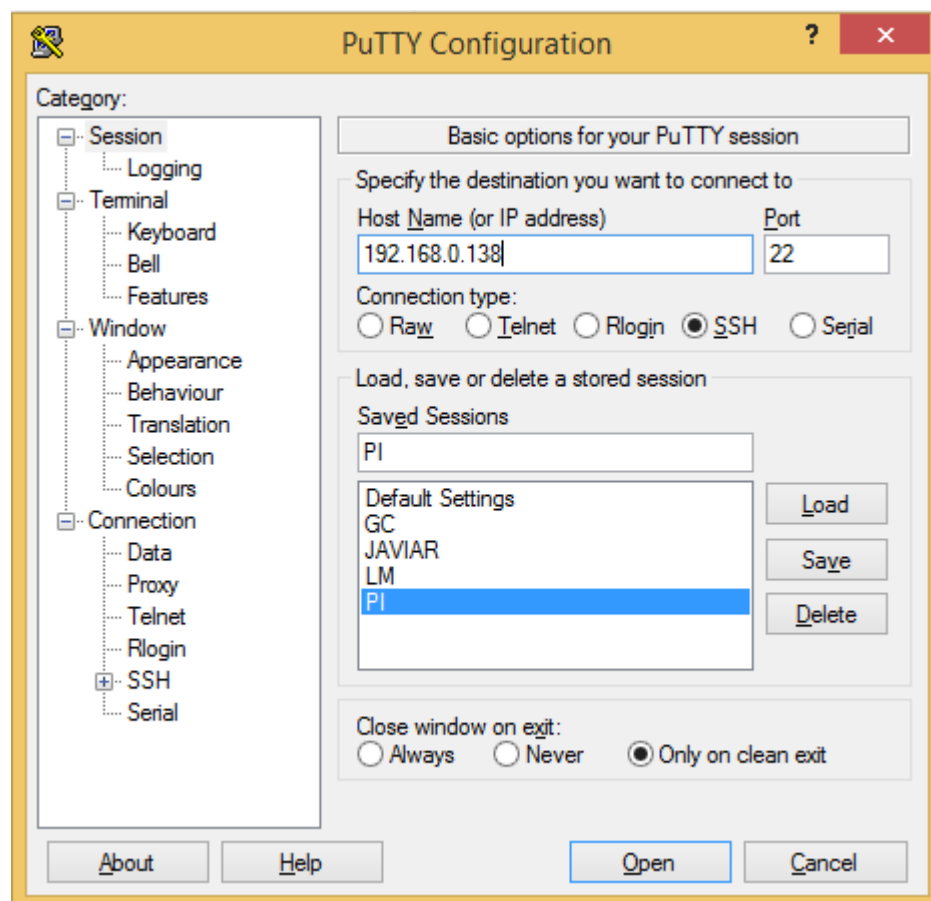 PuTTY Configuration
?
×
Category:
Session
Logging
Terminal
Keyboard
Bell
Features
Window
Appearance
Behaviour
Translation
Selection
Colours
Connection
Data
Proxy
Telnet
Rlogin
SSH
Serial
Basic options for your PuTTY session
Specify the destination you want to connect to
Host Name (or IP address) Port
192.168.0.138 22
Connection type:
Raw Telnet Rlogin SSH Serial
Load, save or delete a stored session
Saved Sessions
PI
Default Settings
GC
JAVIAR
LM
PI
Load
Save
Delete
Close window on exit:
Always Never Only on clean exit
About Help Open Cancel